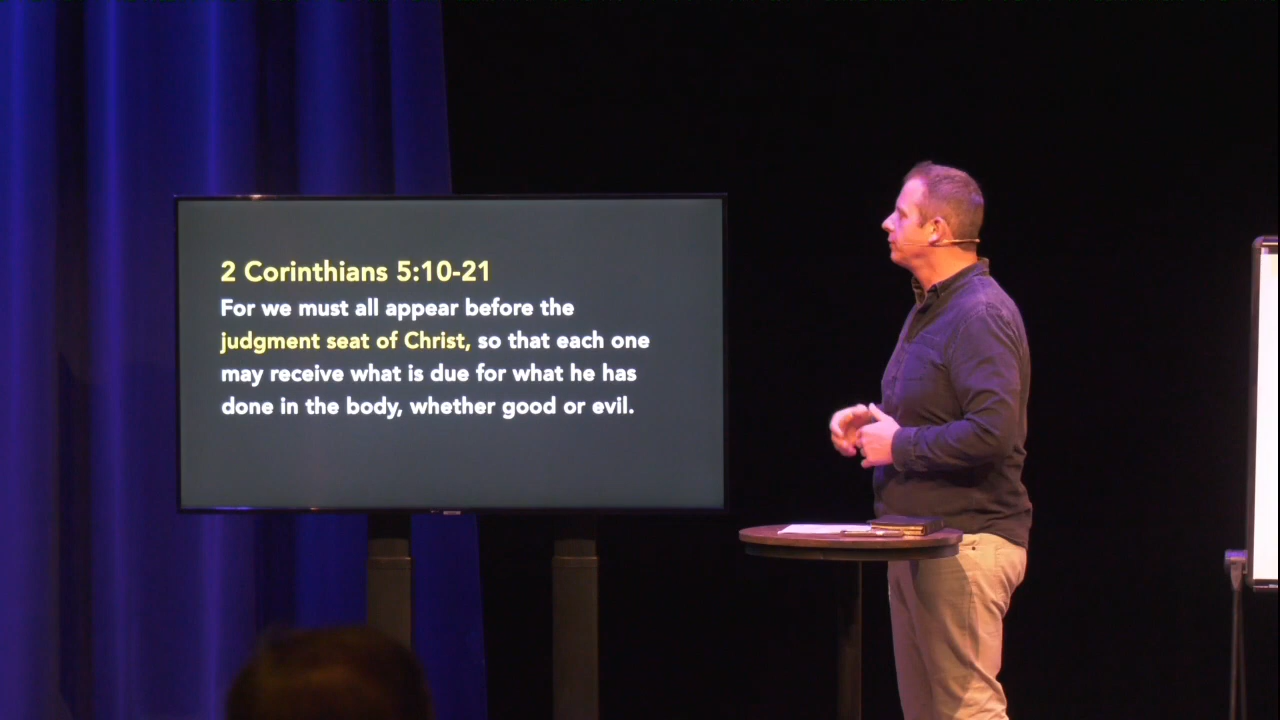 2 Corinthians 5:10-21
For we must all appear before the
judgment seat of Christ, so that each one
may receive what is due for what he has
done in the body, whether good or evil.